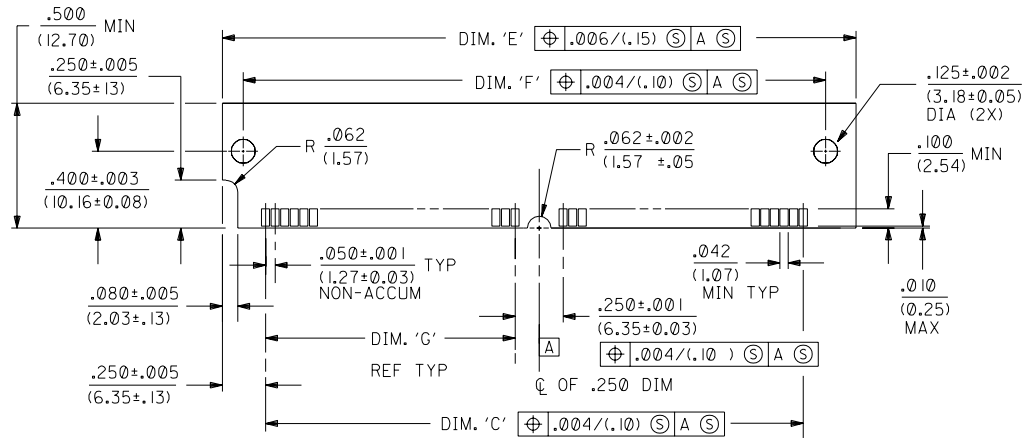 .500 MIN
(12.70)
.250±.005
(6.35±13)
DIM. 'E' ⌖ .006/(.15) Ⓢ A Ⓢ
DIM. 'F' ⌖ .004/(.10) Ⓢ A Ⓢ
.125±.002
(3.18±0.05)
DIA (2X)
R .062
(1.57)
R .062±.002
(1.57 ±.05
.100 MIN
(2.54)
.400±.003
(10.16±0.08)
.050±.001 TYP
(1.27±0.03)
NON-ACCUM
.042
(1.07)
MIN TYP
.010
(0.25)
MAX
.080±.005
(2.03±.13)
.250±.001
(6.35±0.03)
DIM. 'G'
REF TYP
A
⌖ .004/(.10 ) Ⓢ A Ⓢ
℄ OF .250 DIM
.250±.005
(6.35±.13)
DIM. 'C' ⌖ .004/(.10) Ⓢ A Ⓢ